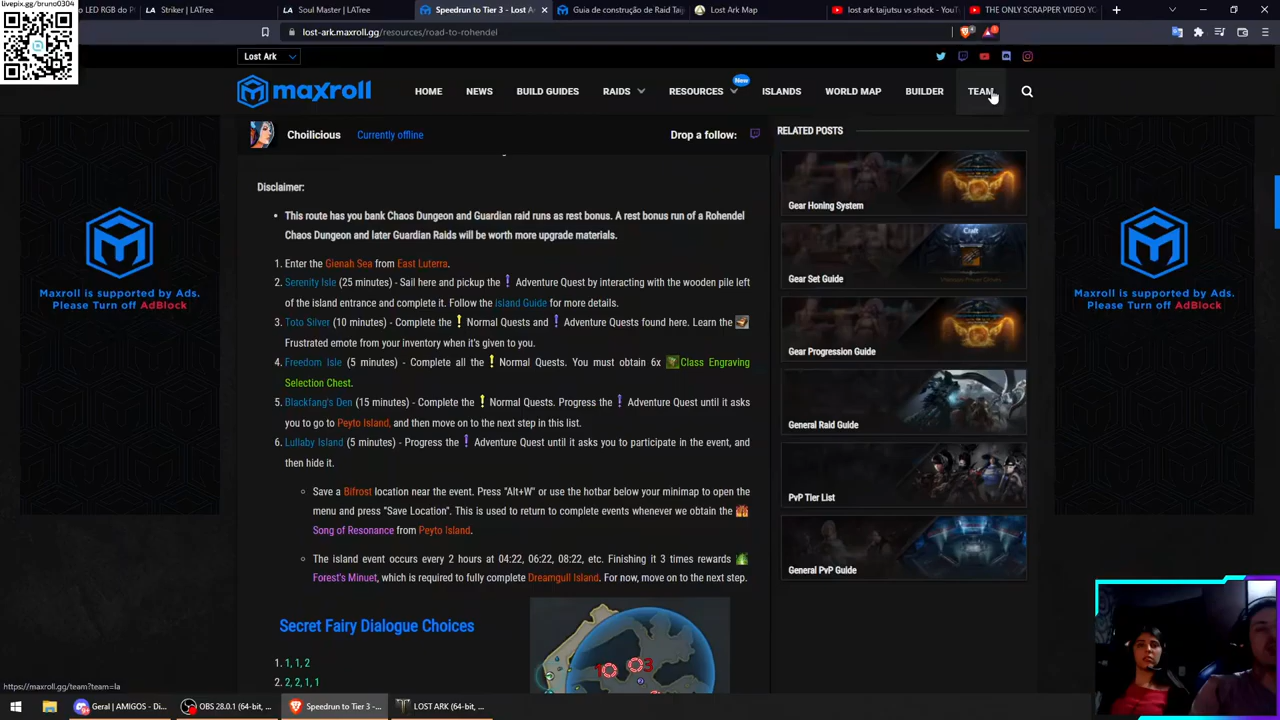 livepix.gg/bruno0304
o LED RGB do P
LA Striker | LATree
LA Soul Master | LATree
Speedrun to Tier 3 - Lost A
Guia de construção de Raid Ta
Lost Ark Map
lost ark taijutsu vs shock - You
THE ONLY SCRAPPER VIDEO YO
lost-ark.maxroll.gg/resources/road-to-rohendel
Lost Ark
maxroll
HOME
NEWS
BUILD GUIDES
RAIDS
RESOURCES
New
ISLANDS
WORLD MAP
BUILDER
TEAM
Choilicious
Currently offline
Drop a follow:
RELATED POSTS
Disclaimer:
• This route has you bank Chaos Dungeon and Guardian raid runs as rest bonus. A rest bonus run of a Rohendel
Chaos Dungeon and later Guardian Raids will be worth more upgrade materials.
1. Enter the Gienah Sea from East Luterra.
2. Serenity Isle (25 minutes) - Sail here and pickup the Adventure Quest by interacting with the wooden pile left
of the island entrance and complete it. Follow the Island Guide for more details.
3. Toto Silver (10 minutes) - Complete the Normal Quests and Adventure Quests found here. Learn the
Frustrated emote from your inventory when it's given to you.
4. Freedom Isle (5 minutes) - Complete all the Normal Quests. You must obtain 6x Class Engraving
Selection Chest.
5. Blackfang's Den (15 minutes) - Complete the Normal Quests. Progress the Adventure Quest until it asks
you to go to Peyto Island, and then move on to the next step in this list.
6. Lullaby Island (5 minutes) - Progress the Adventure Quest until it asks you to participate in the event, and
then hide it.
Save a Bifrost location near the event. Press "Alt+W" or use the hotbar below your minimap to open the
menu and press "Save Location". This is used to return to complete events whenever we obtain the
Song of Resonance from Peyto Island.
The island event occurs every 2 hours at 04:22, 06:22, 08:22, etc. Finishing it 3 times rewards
Forest's Minuet, which is required to fully complete Dreamgull Island. For now, move on to the next step.
Secret Fairy Dialogue Choices
1. 1, 1, 2
2. 2, 2, 1, 1
1
3
Gear Honing System
Craft
Gear Set Guide
Gear Progression Guide
General Raid Guide
PvP Tier List
General PvP Guide
Maxroll is supported by Ads.
Please Turn off AdBlock
Maxroll is supported by Ads.
Please Turn off AdBlock
https://maxroll.gg/team?team=la
Geral | AMIGOS - Di...
OBS 28.0.1 (64-bit, ...
Speedrun to Tier 3 -...
LOST ARK (64-bit, ...